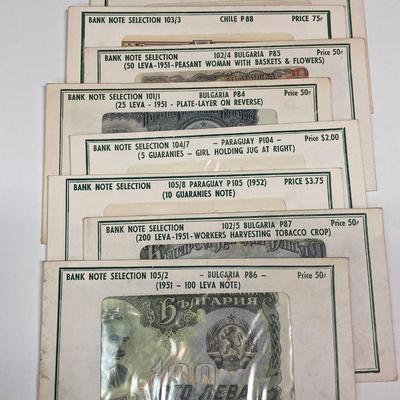 BANK NOTE SELECTION 103/3 CHILE P88 PRICE 75¢
BANK NOTE SELECTION 102/4 BULGARIA P85 Price 50¢
(50 LEVA-1951-PEASANT WOMAN WITH BASKETS & FLOWERS)
BANK NOTE SELECTION 101/1 BULGARIA P84 Price 50¢
(25 LEVA - 1951 - PLATE-LAYER ON REVERSE)
BANK NOTE SELECTION 104/7 - PARAGUAY P104 - Price $2.00
(5 GUARANIES - GIRL HOLDING JUG AT RIGHT)
BANK NOTE SELECTION 105/8 PARAGUAY P105 (1952) PRICE $3.75
(10 GUARANIES NOTE)
BANK NOTE SELECTION 102/5 BULGARIA P87 Price 50¢
(200 LEVA-1951-WORKERS HARVESTING TOBACCO CROP)
BANK NOTE SELECTION 105/2 - BULGARIA P86 - Price 50¢
(1951 - 100 LEVA NOTE)
БЪЛГАРИЯ
100
СТО ЛЕВА